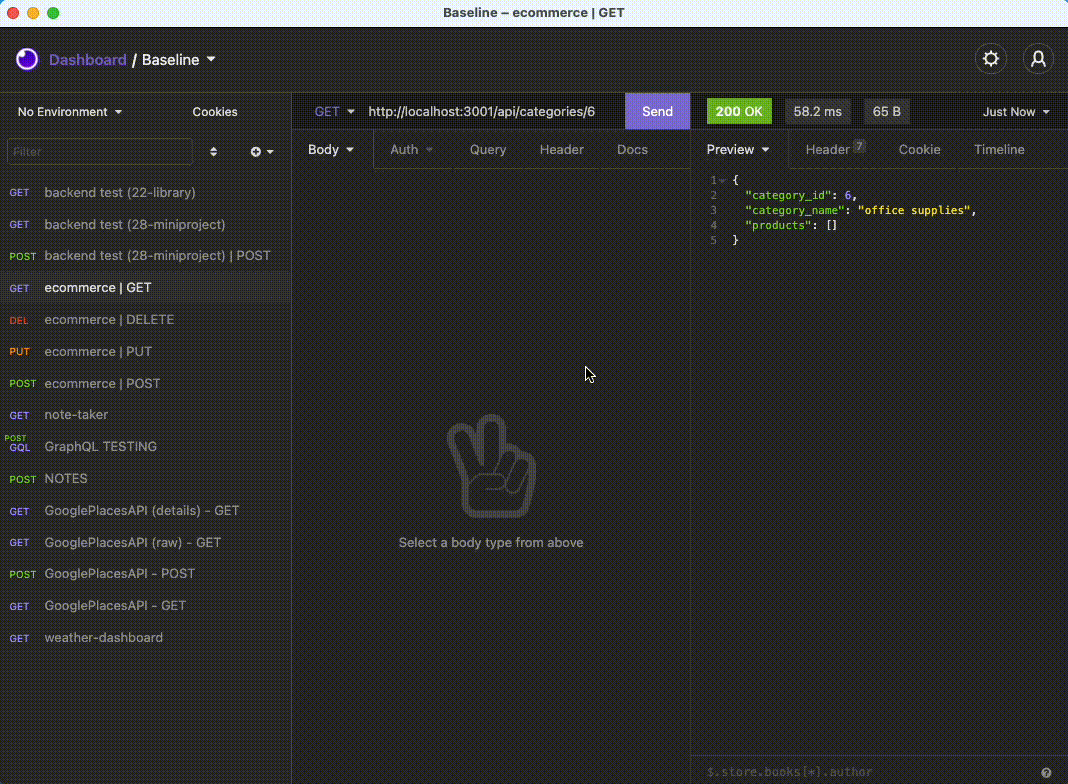 Baseline – ecommerce | GET
Dashboard / Baseline
No Environment
Cookies
Filter
GET backend test (22-library)
GET backend test (28-miniproject)
POST backend test (28-miniproject) | POST
GET ecommerce | GET
DEL ecommerce | DELETE
PUT ecommerce | PUT
POST ecommerce | POST
GET note-taker
POST
GQL GraphQL TESTING
POST NOTES
GET GooglePlacesAPI (details) - GET
GET GooglePlacesAPI (raw) - GET
POST GooglePlacesAPI - POST
GET GooglePlacesAPI - GET
GET weather-dashboard
GET http://localhost:3001/api/categories/6 Send
Body Auth Query Header Docs
Select a body type from above
200 OK 58.2 ms 65 B Just Now
Preview Header 7 Cookie Timeline
1 {
2 "category_id": 6,
3 "category_name": "office supplies",
4 "products": []
5 }
$.store.books[*].author